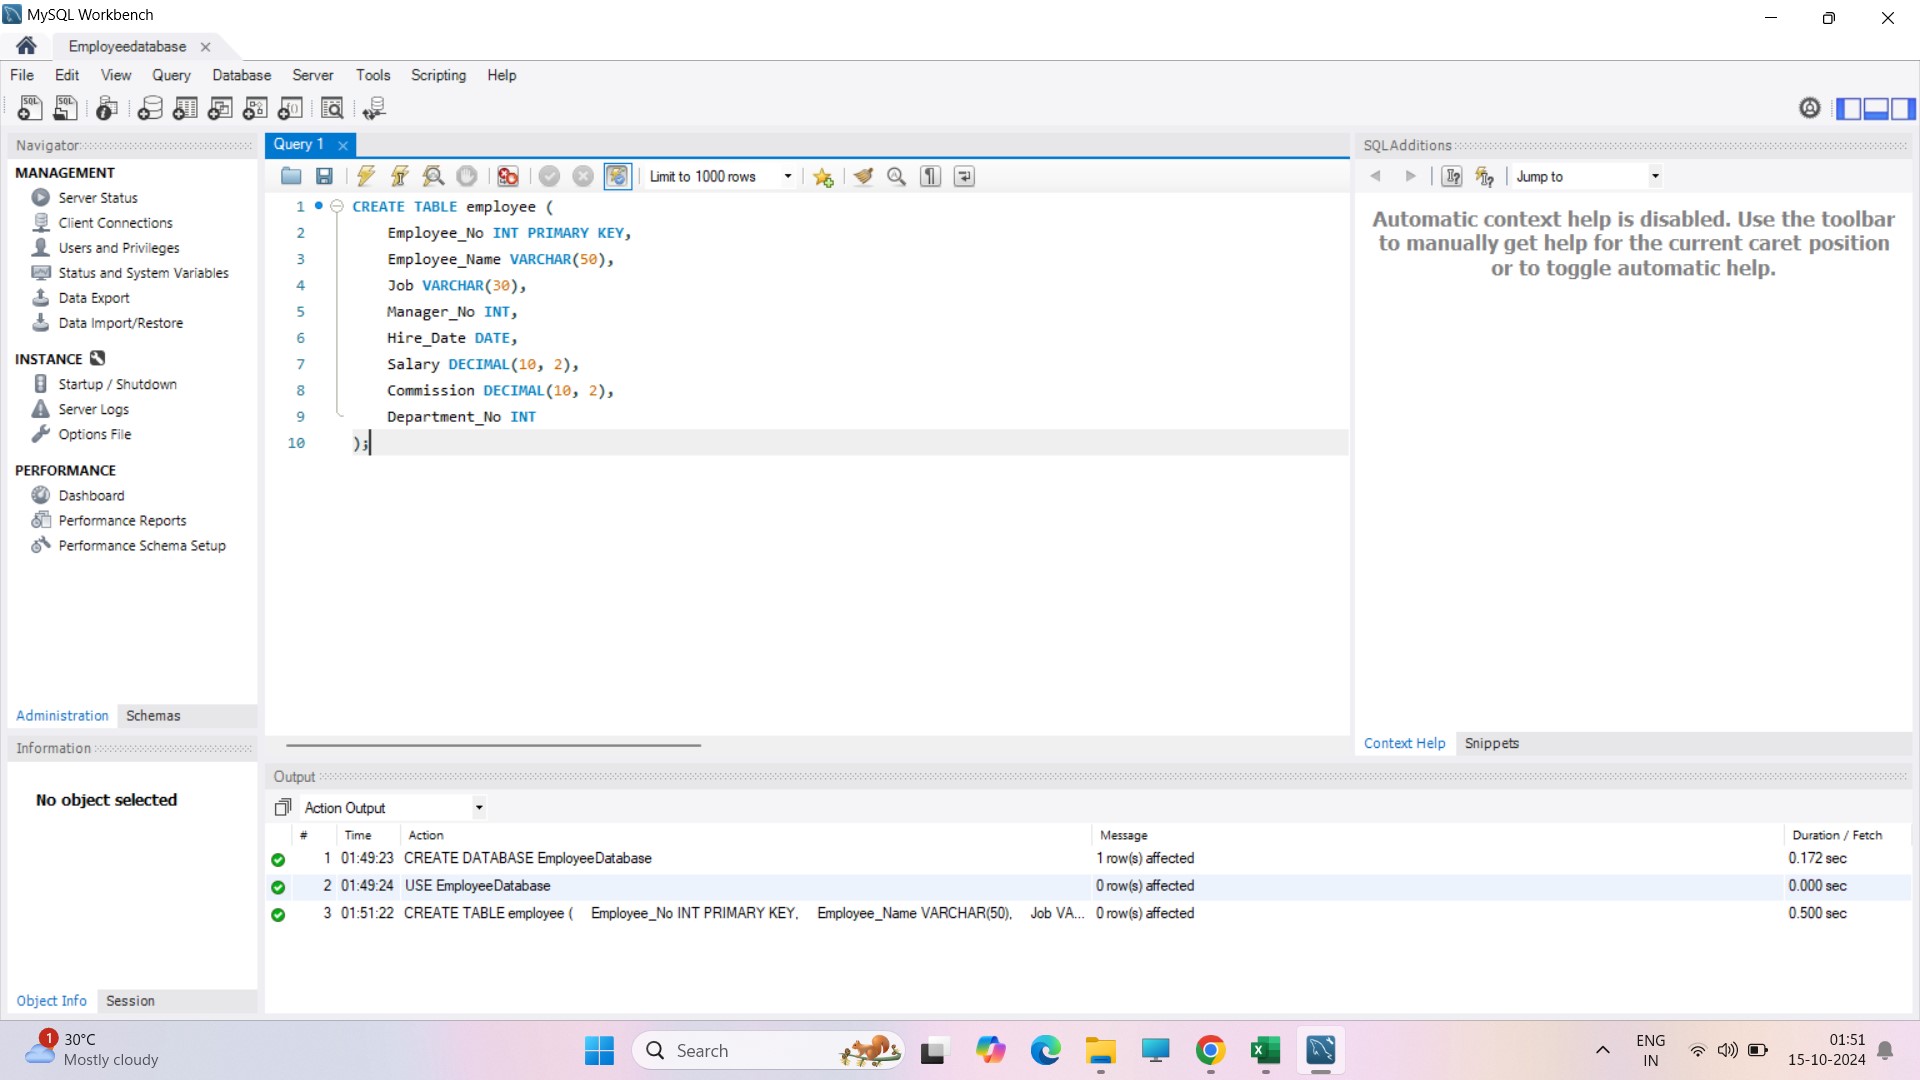 MySQL Workbench
Employeedatabase
File Edit View Query Database Server Tools Scripting Help
Navigator
MANAGEMENT
Server Status
Client Connections
Users and Privileges
Status and System Variables
Data Export
Data Import/Restore
INSTANCE
Startup / Shutdown
Server Logs
Options File
PERFORMANCE
Dashboard
Performance Reports
Performance Schema Setup
Administration Schemas
Information
No object selected
Object Info Session
Query 1
Limit to 1000 rows
1 CREATE TABLE employee (
2 Employee_No INT PRIMARY KEY,
3 Employee_Name VARCHAR(50),
4 Job VARCHAR(30),
5 Manager_No INT,
6 Hire_Date DATE,
7 Salary DECIMAL(10, 2),
8 Commission DECIMAL(10, 2),
9 Department_No INT
10 );
SQLAdditions
Jump to
Automatic context help is disabled. Use the toolbar
to manually get help for the current caret position
or to toggle automatic help.
Context Help Snippets
Output
Action Output
# Time Action Message Duration / Fetch
1 01:49:23 CREATE DATABASE EmployeeDatabase 1 row(s) affected 0.172 sec
2 01:49:24 USE EmployeeDatabase 0 row(s) affected 0.000 sec
3 01:51:22 CREATE TABLE employee ( Employee_No INT PRIMARY KEY, Employee_Name VARCHAR(50), Job VA... 0 row(s) affected 0.500 sec
1
30°C
Mostly cloudy
Search
ENG
IN
01:51
15-10-2024